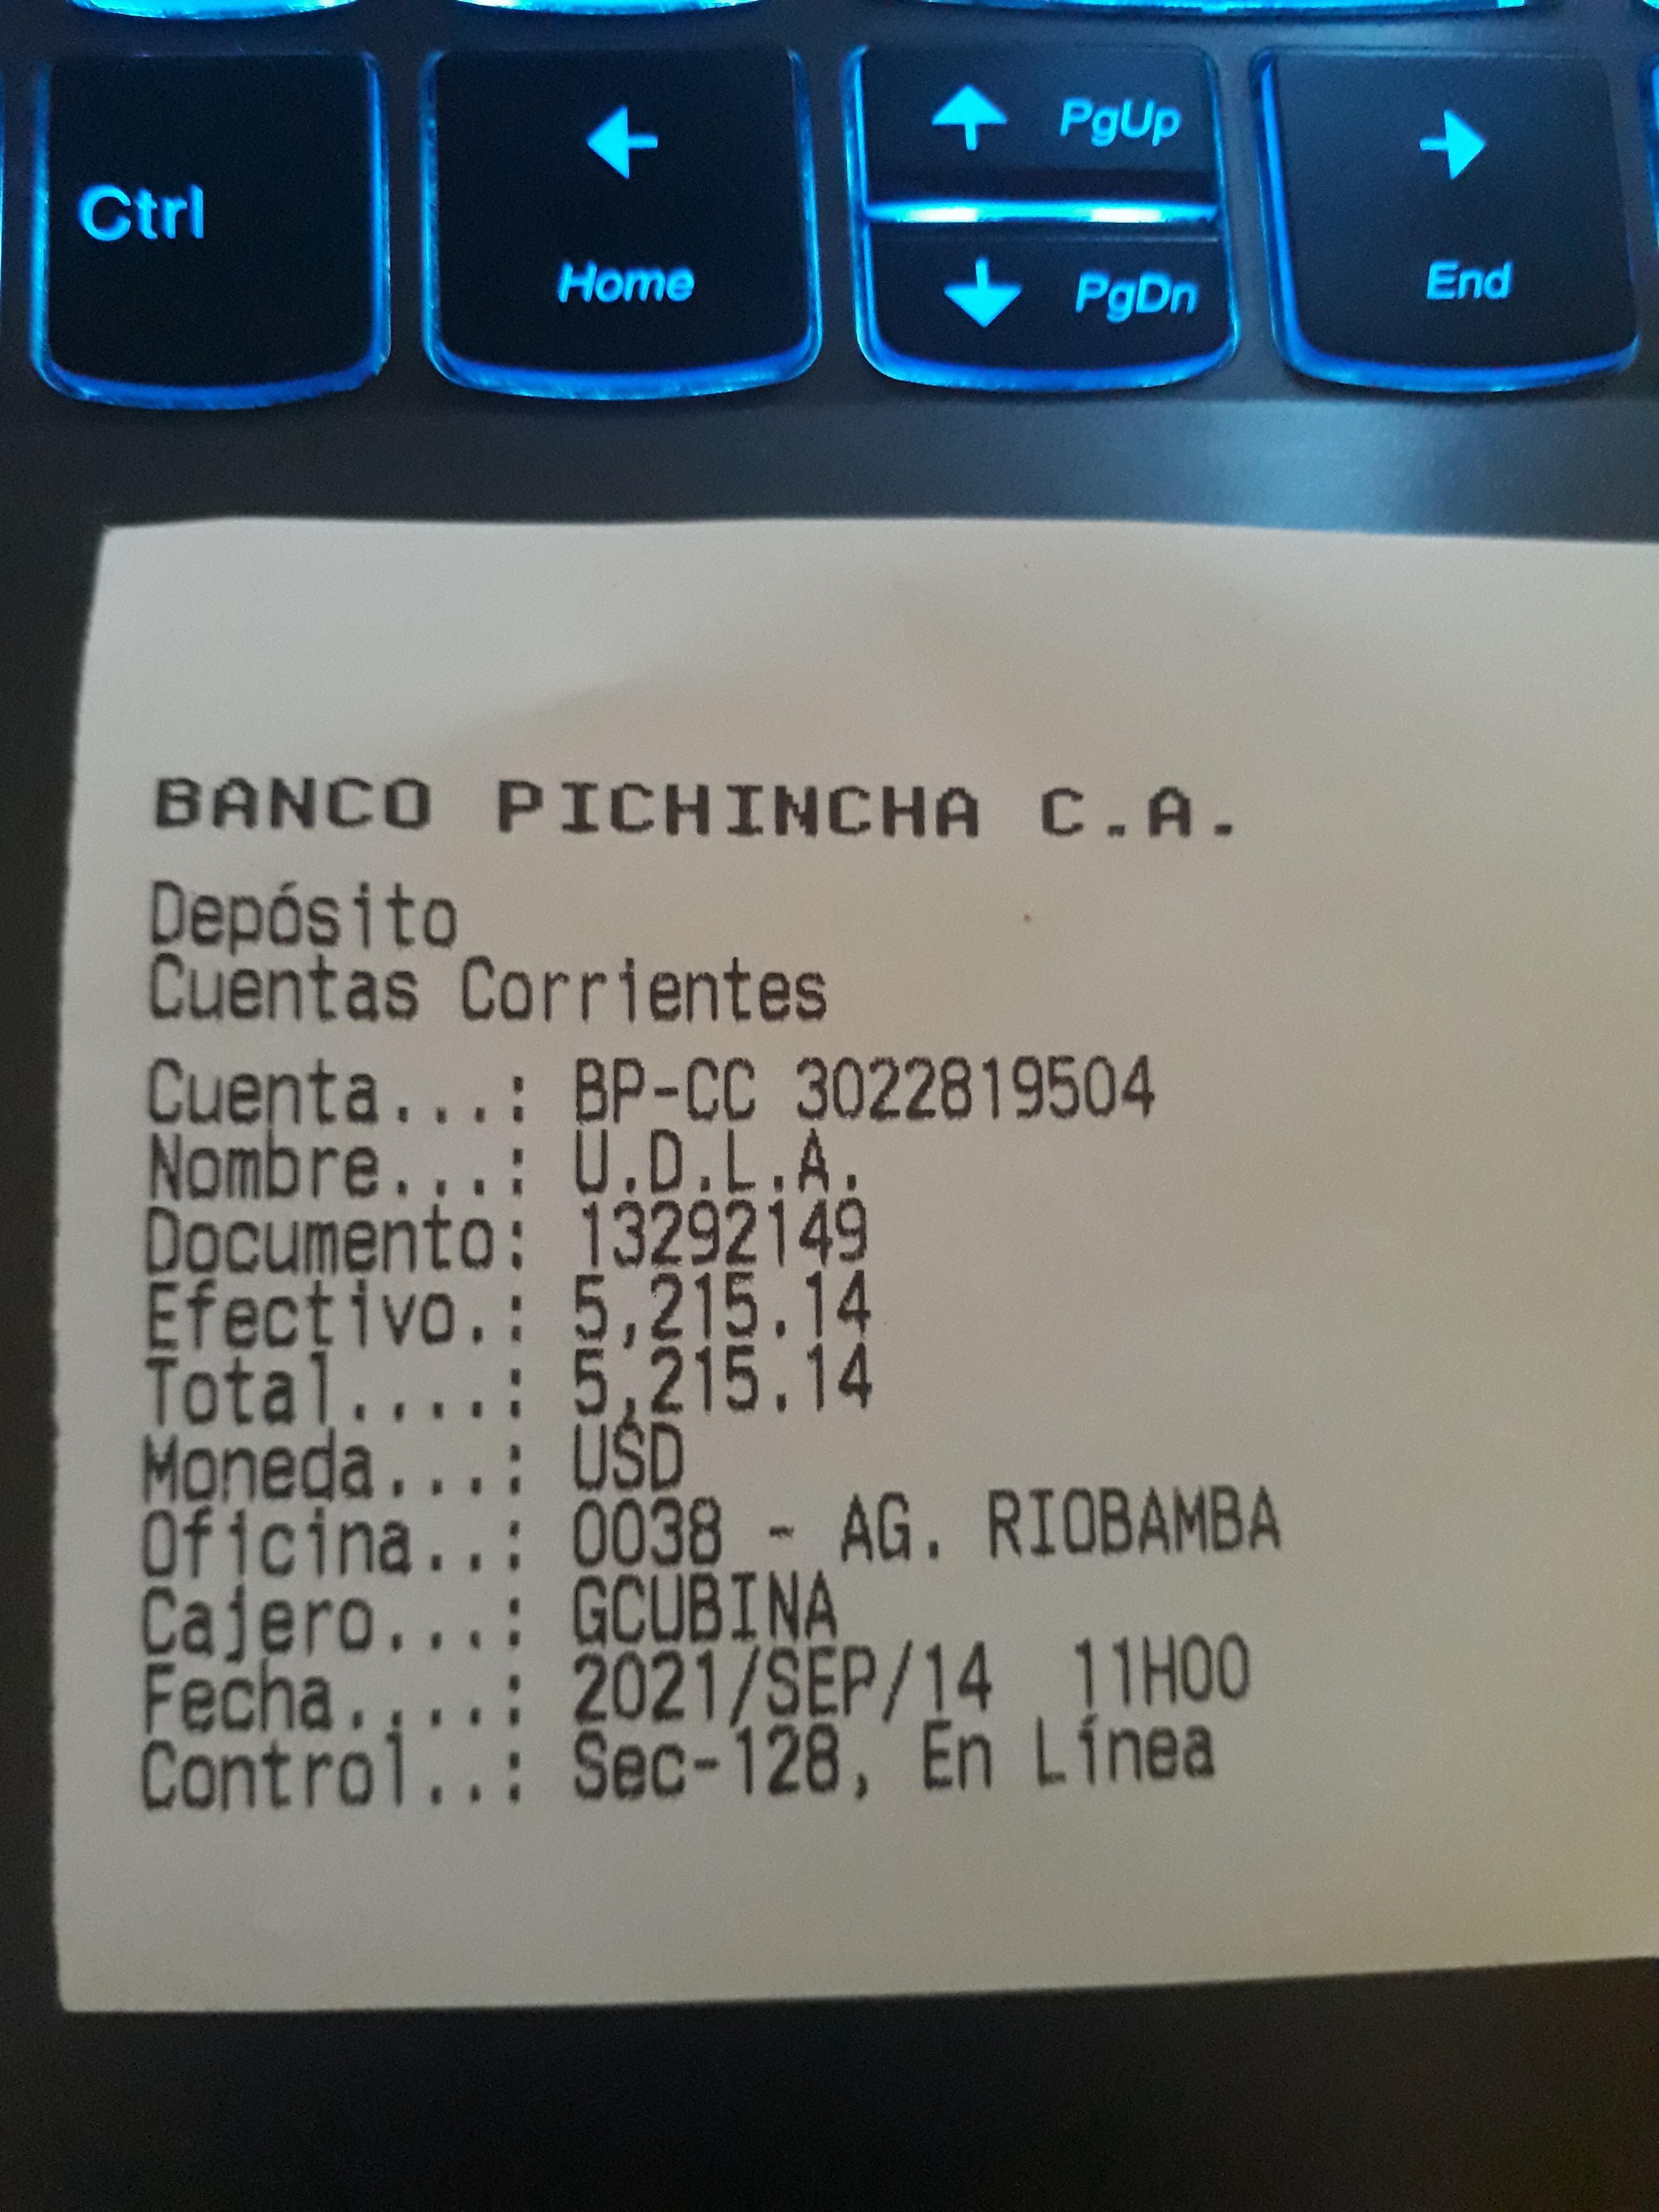 Ctrl
←
Home
↑ PgUp
↓ PgDn
→
End
BANCO PICHINCHA C.A.
Depósito
Cuentas Corrientes
Cuenta...: BP-CC 3022819504
Nombre...: U.D.L.A.
Documento: 13292149
Efectivo.: 5,215.14
Total....: 5,215.14
Moneda...: USD
Oficina..: 0038 - AG. RIOBAMBA
Cajero...: GCUBINA
Fecha....: 2021/SEP/14 11H00
Control..: Sec-128, En Línea